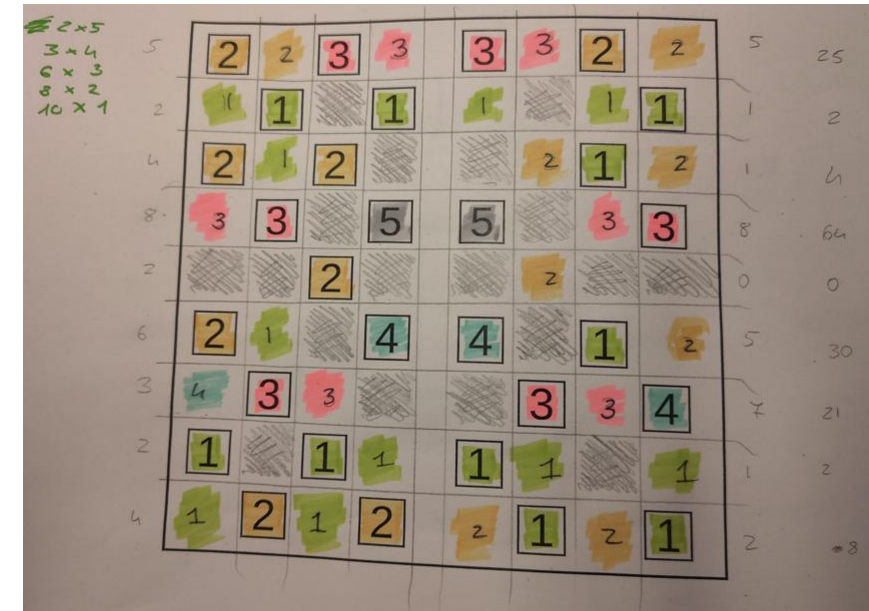 2x5
3x4
6 x 3
8 x 2
10 x 1
5 2 2 3 3 3 3 2 2 5 25
2 1 1 1 1 1 1 1 2
4 2 1 2 2 1 2 1 4
8 3 3 5 5 3 3 8 64
2 2 2 0 0
6 2 1 4 4 1 2 5 30
3 4 3 3 3 3 4 7 21
2 1 1 1 1 1 1 1 2
4 1 2 1 2 2 1 2 1 2 8